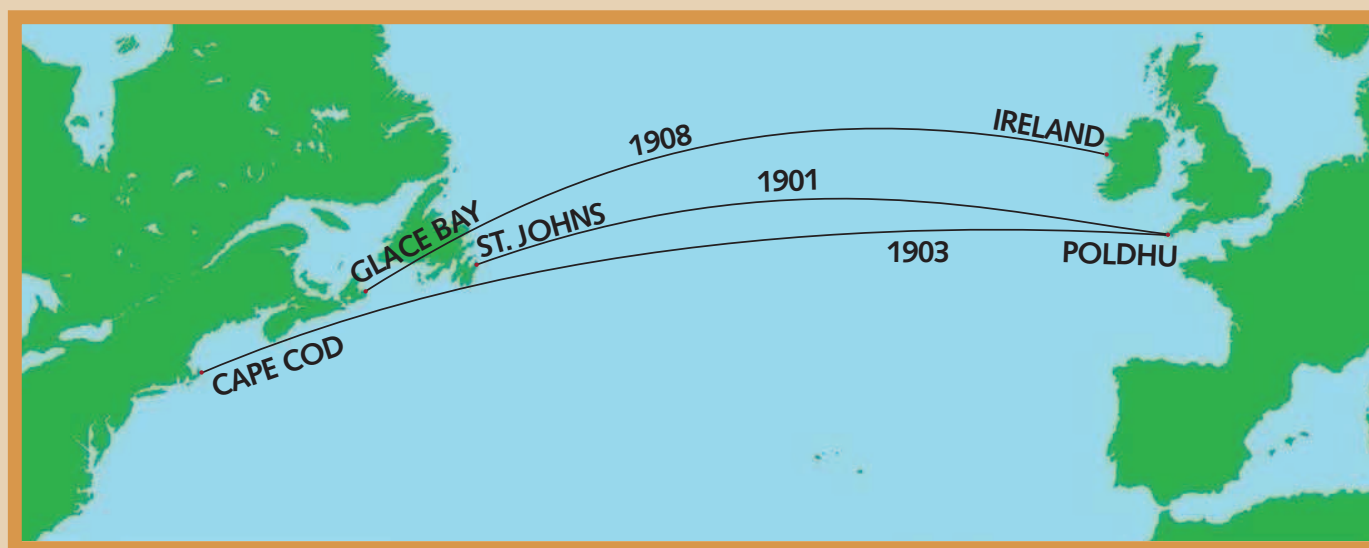 IRELAND
1908
1901
GLACE BAY
ST. JOHNS
1903
POLDHU
CAPE COD